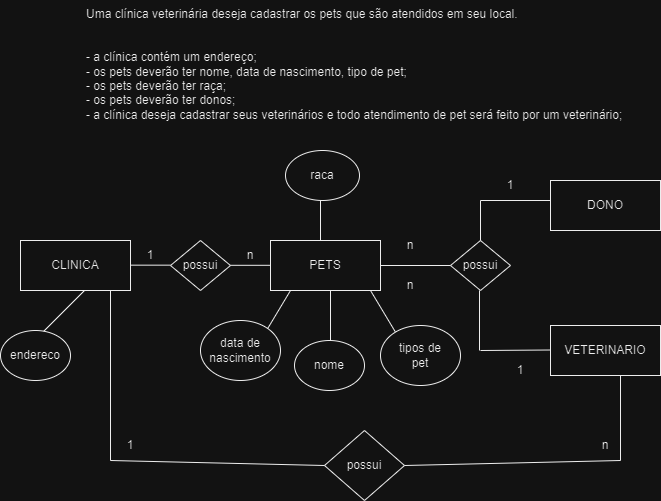 Uma clínica veterinária deseja cadastrar os pets que são atendidos em seu local.
- a clínica contém um endereço;
- os pets deverão ter nome, data de nascimento, tipo de pet;
- os pets deverão ter raça;
- os pets deverão ter donos;
- a clínica deseja cadastrar seus veterinários e todo atendimento de pet será feito por um veterinário;
raca
1
DONO
CLINICA
1
possui
n
PETS
n
n
possui
endereco
data de
nascimento
nome
tipos de
pet
VETERINARIO
1
1
possui
n